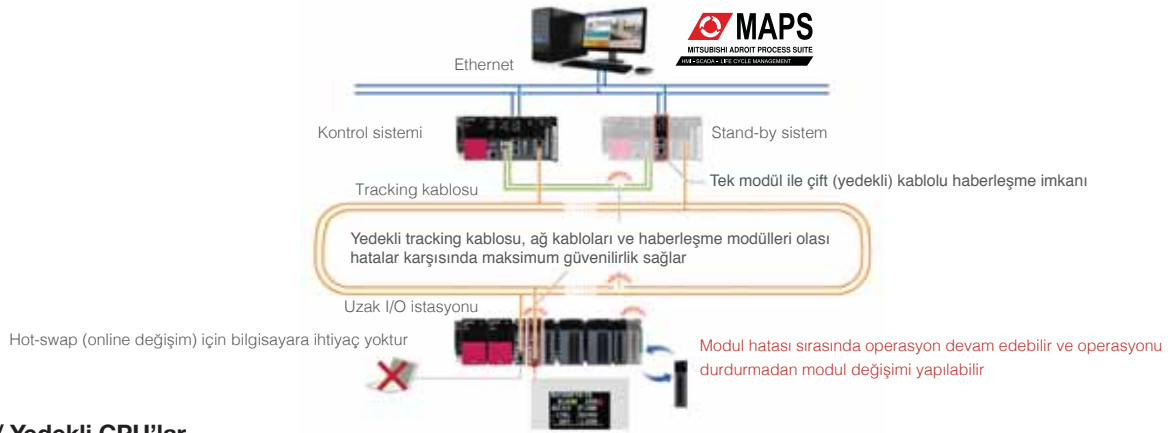 MAPS
MITSUBISHI ADROIT PROCESS SUITE
HMI • SCADA • LIFE CYCLE MANAGEMENT
Ethernet
Kontrol sistemi
Stand-by sistem
Tek modül ile çift (yedekli) kablolu haberleşme imkanı
Tracking kablosu
Yedekli tracking kablosu, ağ kabloları ve haberleşme modülleri olası
hatalar karşısında maksimum güvenilirlik sağlar
Uzak I/O istasyonu
Hot-swap (online değişim) için bilgisayara ihtiyaç yoktur
Modul hatası sırasında operasyon devam edebilir ve operasyonu
durdurmadan modul değişimi yapılabilir
Yedekli CPU'lar